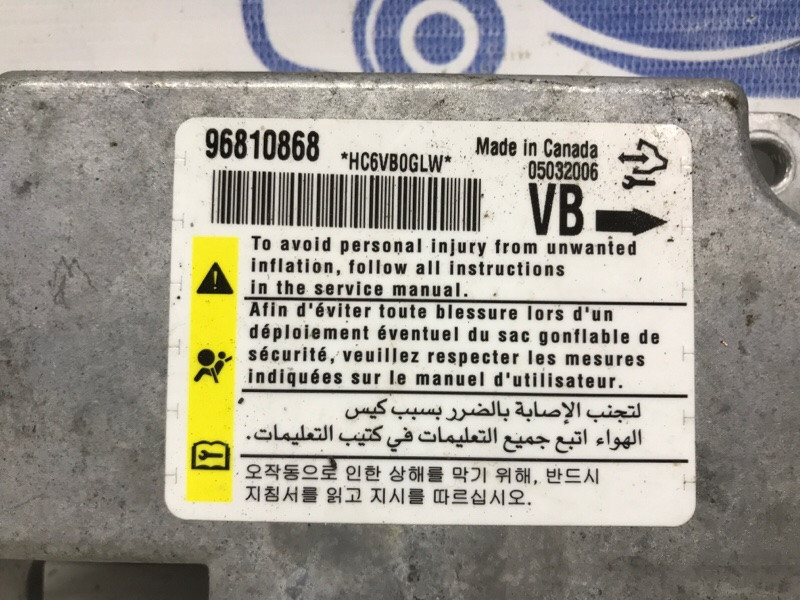 96810868
*HC6VB0GLW*
Made in Canada
05032006
VB
To avoid personal injury from unwanted
inflation, follow all instructions
in the service manual.
Afin d'éviter toute blessure lors d'un
déploiement éventuel du sac gonflable de
sécurité, veuillez respecter les mesures
indiquées sur le manuel d'utilisateur.
لتجنب الإصابة بالضرر بسبب كيس
الهواء اتبع جميع التعليمات في كتيب التعليمات.
오작동으로 인한 상해를 막기 위해, 반드시
지침서를 읽고 지시를 따르십시오.